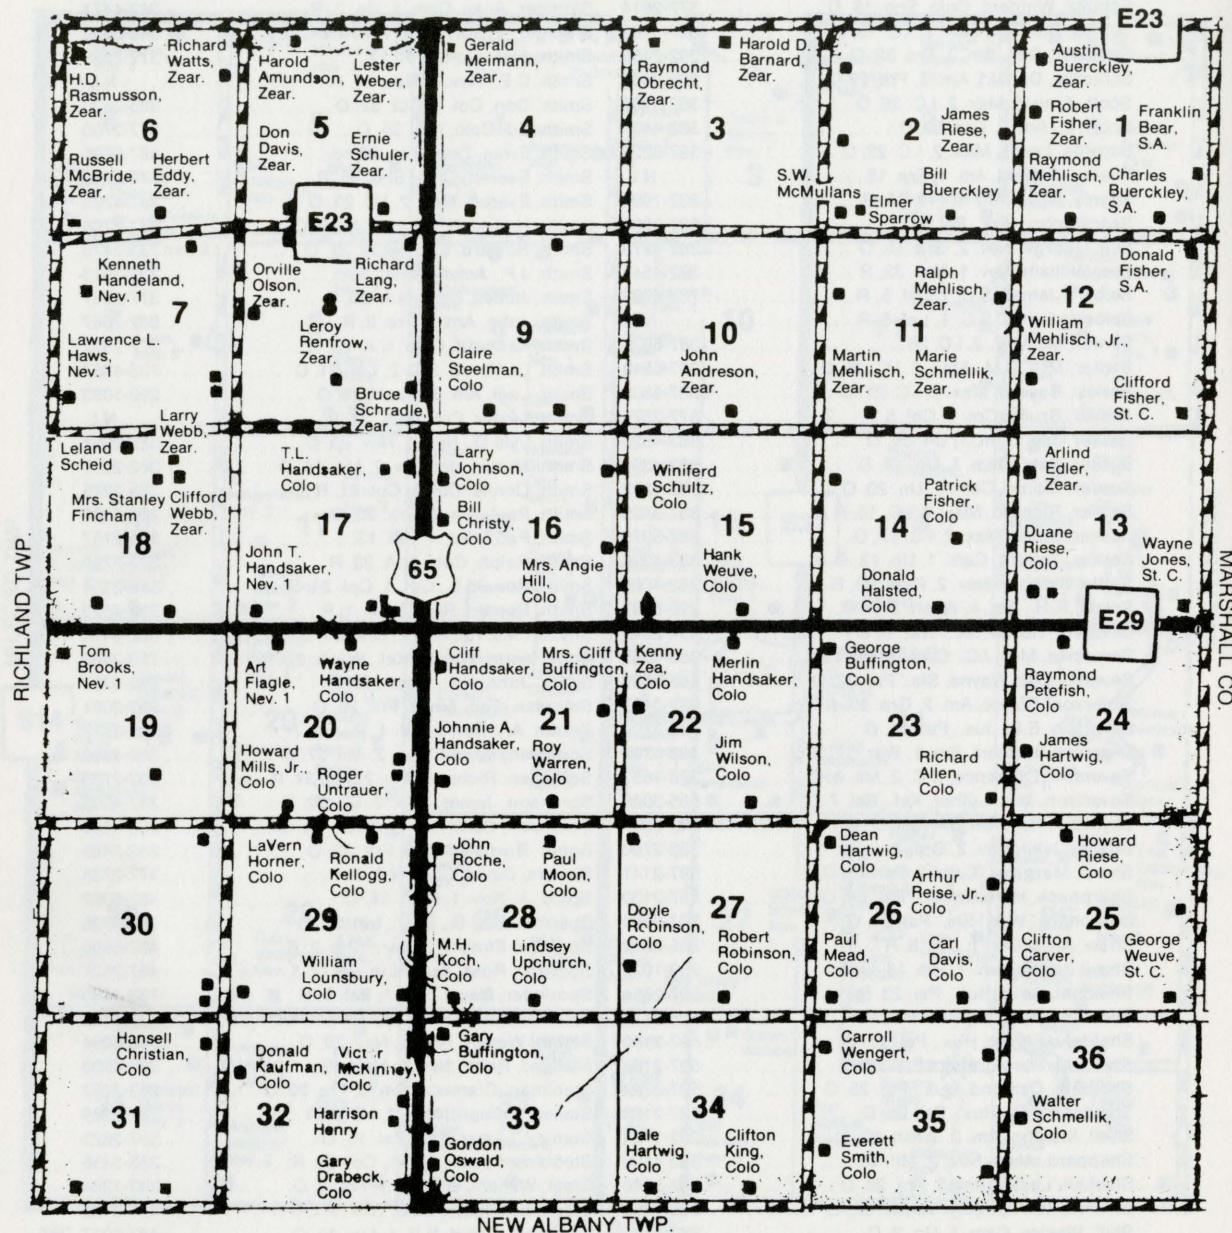 E23
H.D.
Rasmusson,
Zear.
Richard
Watts,
Zear.
6
Russell
McBride,
Zear.
Herbert
Eddy,
Zear.
Harold
Amundson,
Zear.
Lester
Weber,
Zear.
5
Don
Davis,
Zear.
Ernie
Schuler,
Zear.
E23
Gerald
Meimann,
Zear.
4
Raymond
Obrecht,
Zear.
Harold D.
Barnard,
Zear.
3
2
James
Riese,
Zear.
S.W.
McMullans
Bill
Buerckley
Elmer
Sparrow
Austin
Buerckley,
Zear.
Robert
Fisher,
Zear.
1
Franklin
Bear,
S.A.
Raymond
Mehlisch,
Zear.
Charles
Buerckley,
S.A.
Kenneth
Handeland,
Nev. 1
7
Lawrence L.
Haws,
Nev. 1
Larry
Webb,
Zear.
Orville
Olson,
Zear.
Richard
Lang,
Zear.
Leroy
Renfrow,
Zear.
Bruce
Schradle,
Zear.
9
Claire
Steelman,
Colo
10
John
Andreson,
Zear.
Ralph
Mehlisch,
Zear.
11
Martin
Mehlisch,
Zear.
Marie
Schmellik,
Zear.
Donald
Fisher,
S.A.
12
William
Mehlisch, Jr.,
Zear.
Clifford
Fisher,
St. C.
Leland
Scheid
Mrs. Stanley
Fincham
Clifford
Webb,
Zear.
18
T.L.
Handsaker,
Colo
17
John T.
Handsaker,
Nev. 1
65
Larry
Johnson,
Colo
Bill
Christy,
Colo
16
Mrs. Angie
Hill,
Colo
Winiferd
Schultz,
Colo
15
Hank
Weuve,
Colo
Patrick
Fisher,
Colo
14
Donald
Halsted,
Colo
Arlind
Edler,
Zear.
13
Duane
Riese,
Colo
Wayne
Jones,
St. C.
E29
RICHLAND TWP.
MARSHALL CO.
Tom
Brooks,
Nev. 1
19
Art
Flagle,
Nev.
Wayne
Handsaker,
Colo
20
Howard
Mills, Jr.
Colo
Roger
Untrauer,
Colo
Cliff
Handsaker,
Colo
Mrs. Cliff
Buffington,
Colo
Johnnie A.
Handsaker,
Colo
21
Roy
Warren,
Colo
Kenny
Zea,
Colo
Merlin
Handsaker,
Colo
22
Jim
Wilson,
Colo
George
Buffington,
Colo
23
Richard
Allen,
Colo
Raymond
Petefish,
Colo
24
James
Hartwig,
Colo
30
LaVern
Horner,
Colo
Ronald
Kellogg,
Colo
29
William
Lounsbury,
Colo
John
Roche,
Colo
Paul
Moon,
Colo
28
M.H.
Koch,
Colo
Lindsey
Upchurch,
Colo
27
Doyle
Robinson,
Colo
Robert
Robinson,
Colo
Dean
Hartwig,
Colo
Arthur
Reise, Jr.
Colo
26
Paul
Mead,
Colo
Carl
Davis,
Colo
Howard
Riese,
Colo
25
Clifton
Carver,
Colo
George
Weuve,
St. C.
Hansell
Christian,
Colo
31
Donald
Kaufman,
Colo
Victor
McKinney,
Colo
32
Harrison
Henry
Gary
Drabeck,
Colo
Gary
Buffington,
Colo
33
Gordon
Oswald,
Colo
34
Dale
Hartwig,
Colo
Clifton
King,
Colo
Carroll
Wengert,
Colo
35
Everett
Smith,
Colo
36
Walter
Schmellik,
Colo
NEW ALBANY TWP.